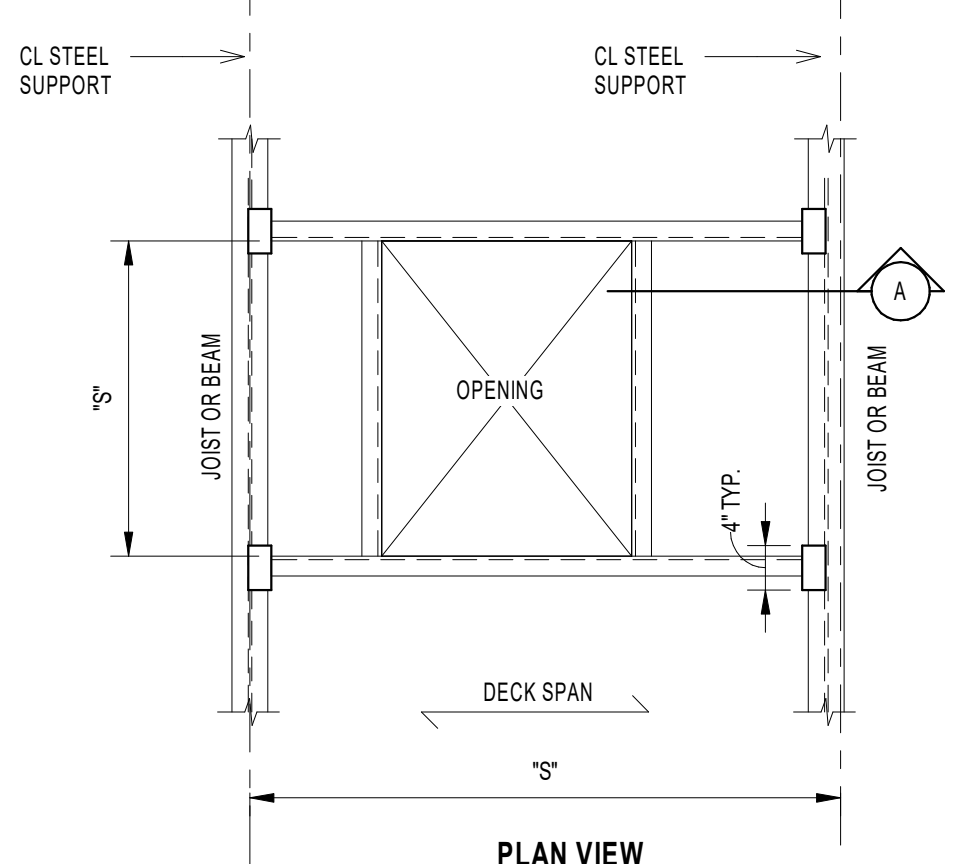 CL STEEL
SUPPORT
CL STEEL
SUPPORT
A
"S"
JOIST OR BEAM
OPENING
JOIST OR BEAM
4" TYP.
DECK SPAN
"S"
PLAN VIEW